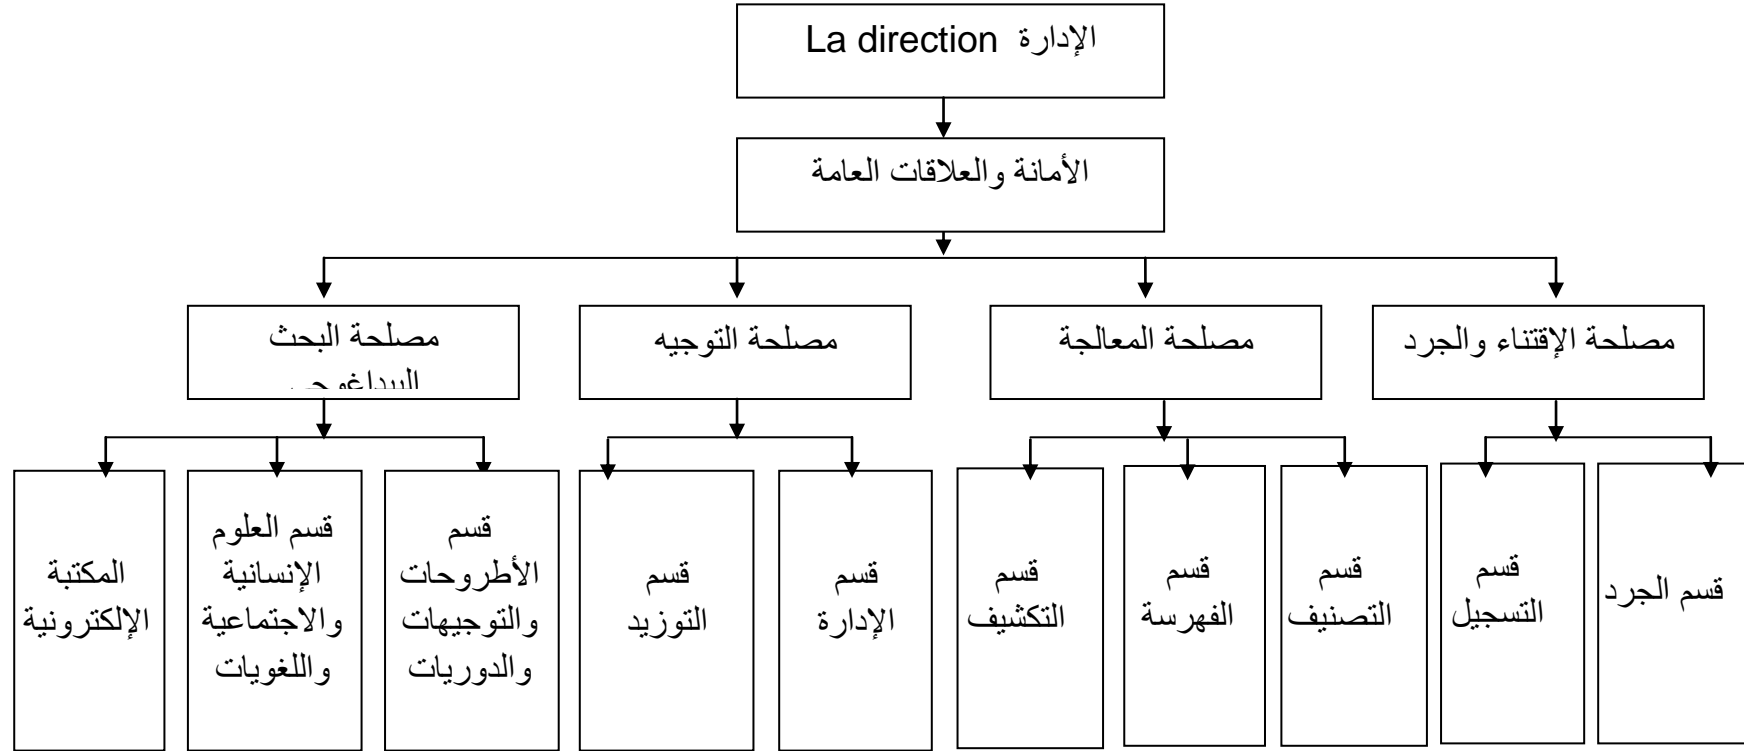 الإدارة La direction
الأمانة والعلاقات العامة
مصلحة الإقتناء والجرد
مصلحة المعالجة
مصلحة التوجيه
مصلحة البحث
البيداغوجي
قسم الجرد
قسم
التسجيل
قسم
التصنيف
قسم
الفهرسة
قسم
التكشيف
قسم
الإدارة
قسم
التوزيد
قسم
الأطروحات
والتوجيهات
والدوريات
قسم العلوم
الإنسانية
والاجتماعية
واللغويات
المكتبة
الإلكترونية